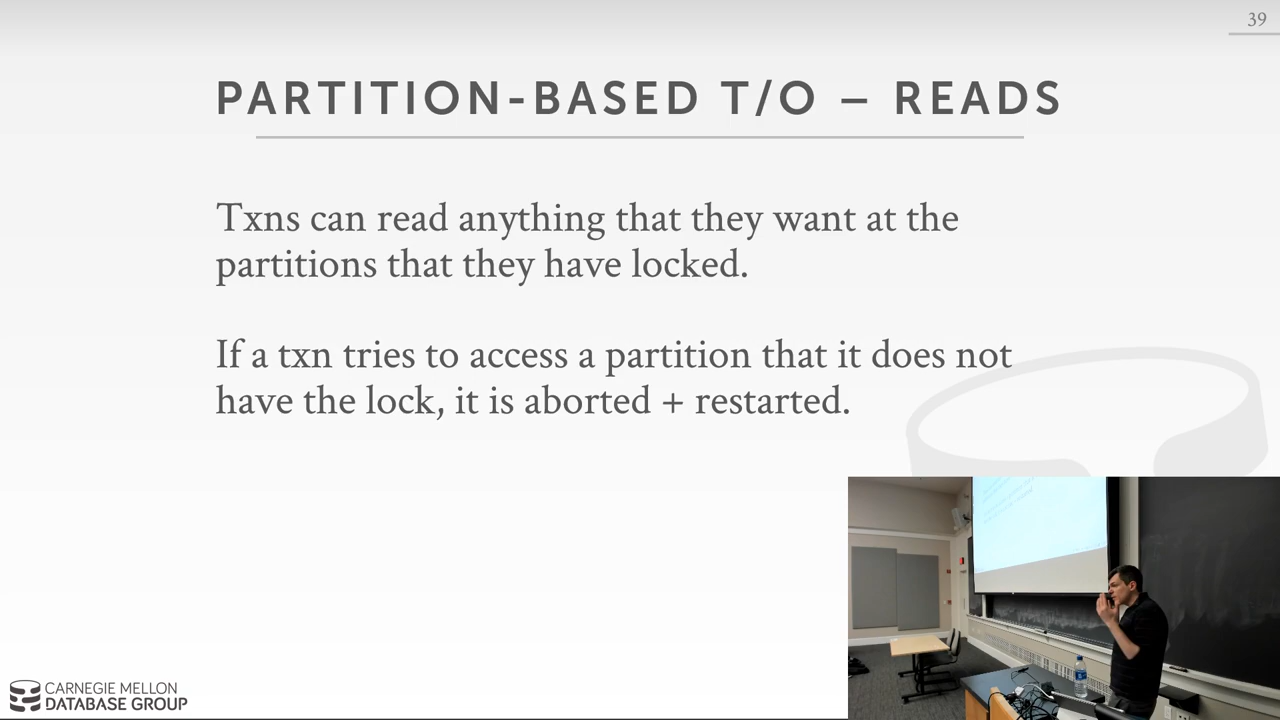 39
PARTITION-BASED T/O – READS
Txns can read anything that they want at the
partitions that they have locked.
If a txn tries to access a partition that it does not
have the lock, it is aborted + restarted.
CARNEGIE MELLON
DATABASE GROUP